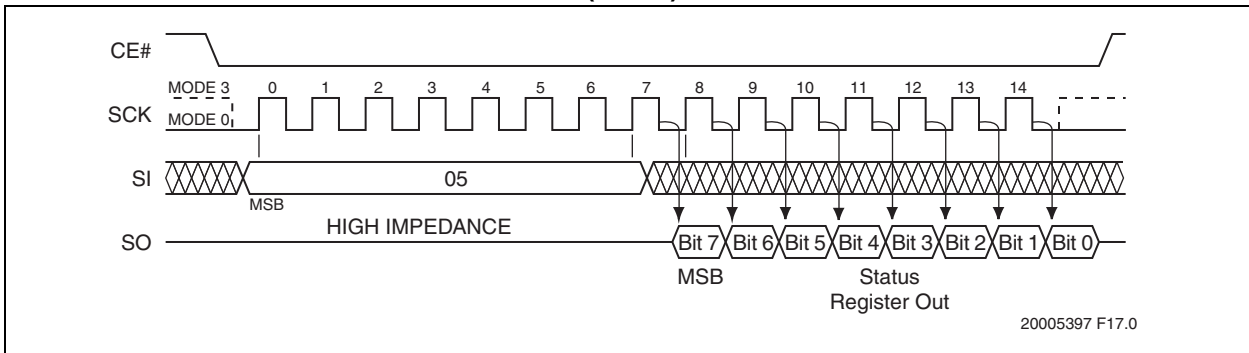 CE#
MODE 3 0 1 2 3 4 5 6 7 8 9 10 11 12 13 14
SCK
MODE 0
SI 05
MSB
HIGH IMPEDANCE
SO Bit 7 Bit 6 Bit 5 Bit 4 Bit 3 Bit 2 Bit 1 Bit 0
MSB Status
Register Out
20005397 F17.0